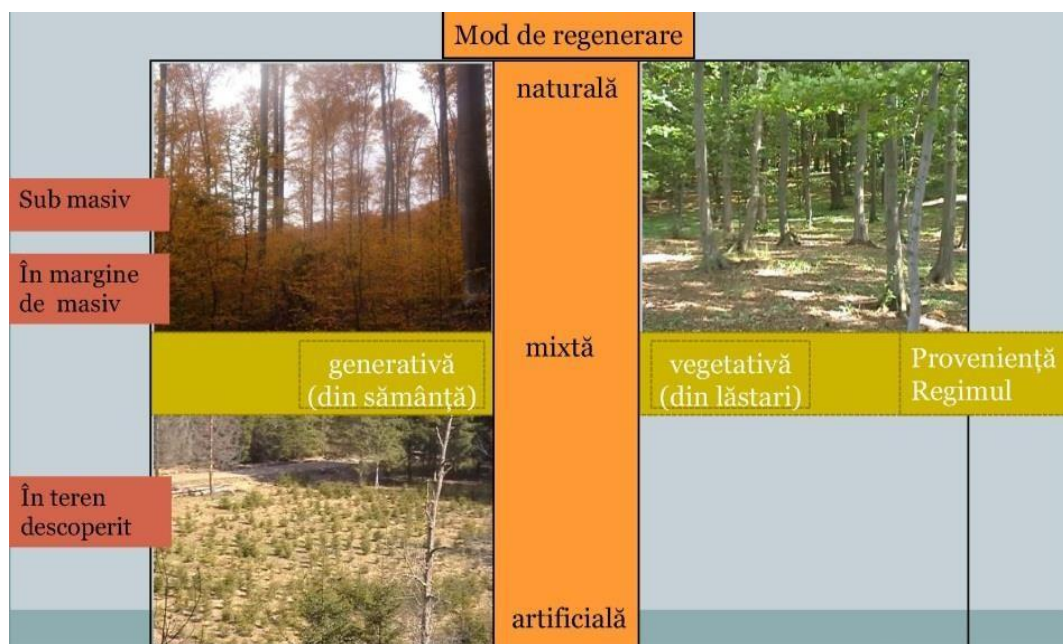 Mod de regenerare
naturală
Sub masiv
În margine
de masiv
mixtă
generativă
(din sămânţă)
vegetativă
(din lăstari)
Proveniență
Regimul
În teren
descoperit
artificială